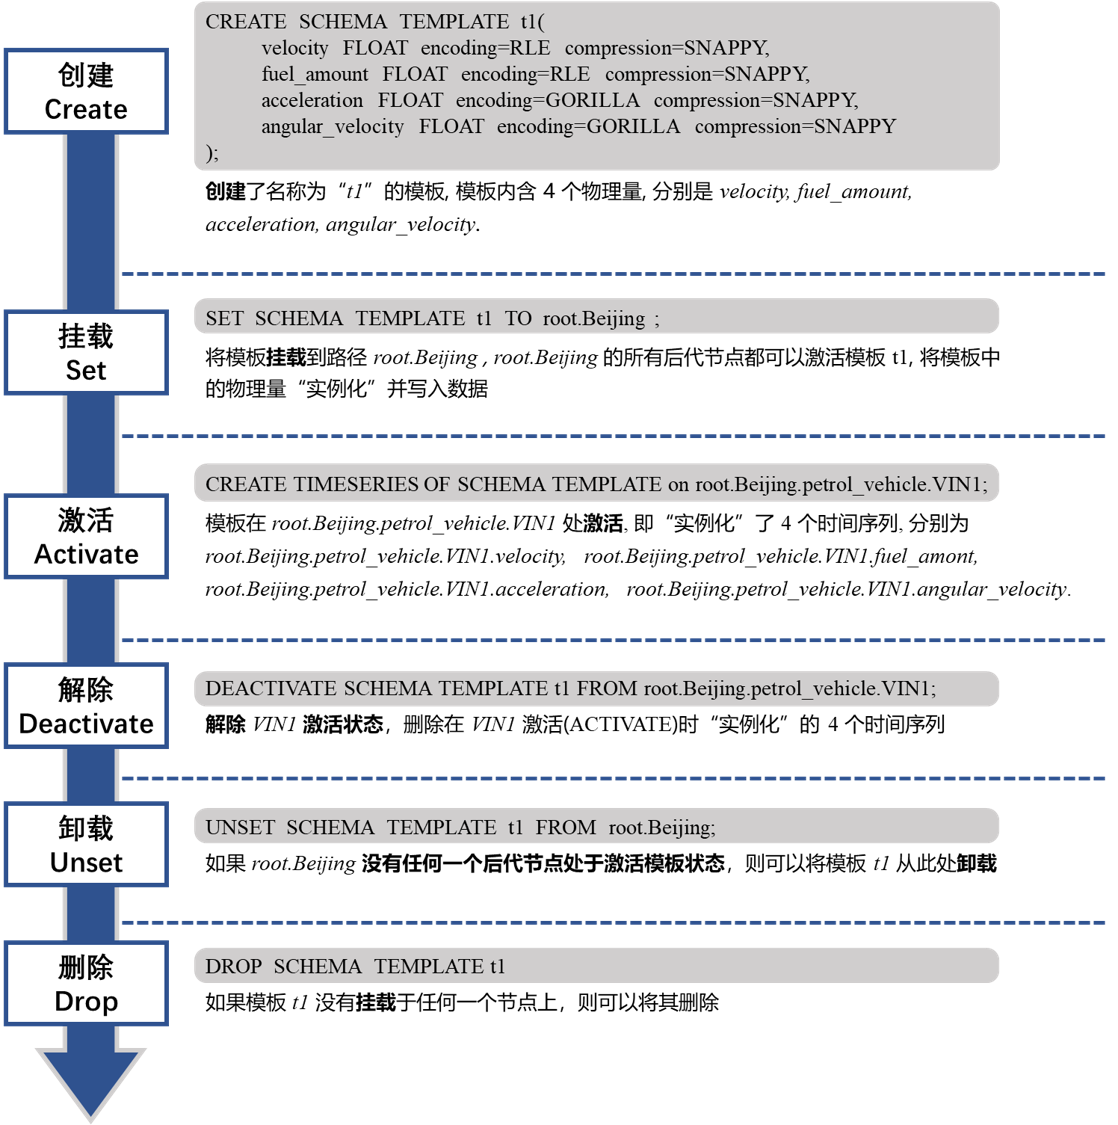 创建
Create
CREATE SCHEMA TEMPLATE t1(
velocity FLOAT encoding=RLE compression=SNAPPY,
fuel_amount FLOAT encoding=RLE compression=SNAPPY,
acceleration FLOAT encoding=GORILLA compression=SNAPPY,
angular_velocity FLOAT encoding=GORILLA compression=SNAPPY
);
创建了名称为“t1”的模板, 模板内含 4 个物理量, 分别是 velocity, fuel_amount,
acceleration, angular_velocity.
挂载
Set
SET SCHEMA TEMPLATE t1 TO root.Beijing ;
将模板挂载到路径 root.Beijing , root.Beijing 的所有后代节点都可以激活模板 t1, 将模板中
的物理量“实例化”并写入数据
激活
Activate
CREATE TIMESERIES OF SCHEMA TEMPLATE on root.Beijing.petrol_vehicle.VIN1;
模板在 root.Beijing.petrol_vehicle.VIN1 处激活, 即“实例化”了 4 个时间序列, 分别为
root.Beijing.petrol_vehicle.VIN1.velocity, root.Beijing.petrol_vehicle.VIN1.fuel_amont,
root.Beijing.petrol_vehicle.VIN1.acceleration, root.Beijing.petrol_vehicle.VIN1.angular_velocity.
解除
Deactivate
DEACTIVATE SCHEMA TEMPLATE t1 FROM root.Beijing.petrol_vehicle.VIN1;
解除 VIN1 激活状态，删除在 VIN1 激活(ACTIVATE)时“实例化”的 4 个时间序列
卸载
Unset
UNSET SCHEMA TEMPLATE t1 FROM root.Beijing;
如果 root.Beijing 没有任何一个后代节点处于激活模板状态，则可以将模板 t1 从此处卸载
删除
Drop
DROP SCHEMA TEMPLATE t1
如果模板 t1 没有挂载于任何一个节点上，则可以将其删除